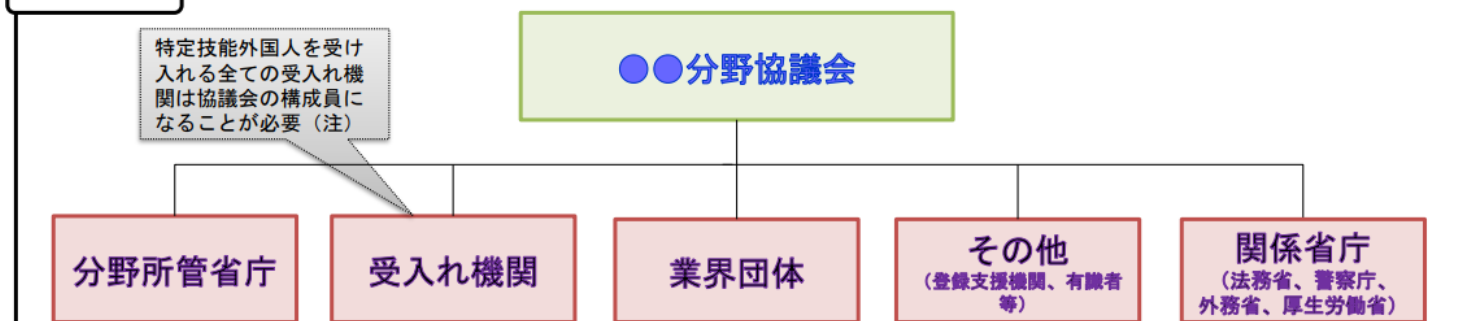 特定技能外国人を受け
入れる全ての受入れ機
関は協議会の構成員に
なることが必要（注）
●●分野協議会
分野所管省庁
受入れ機関
業界団体
その他
（登録支援機関、有識者
等）
関係省庁
（法務省、警察庁、
外務省、厚生労働省）